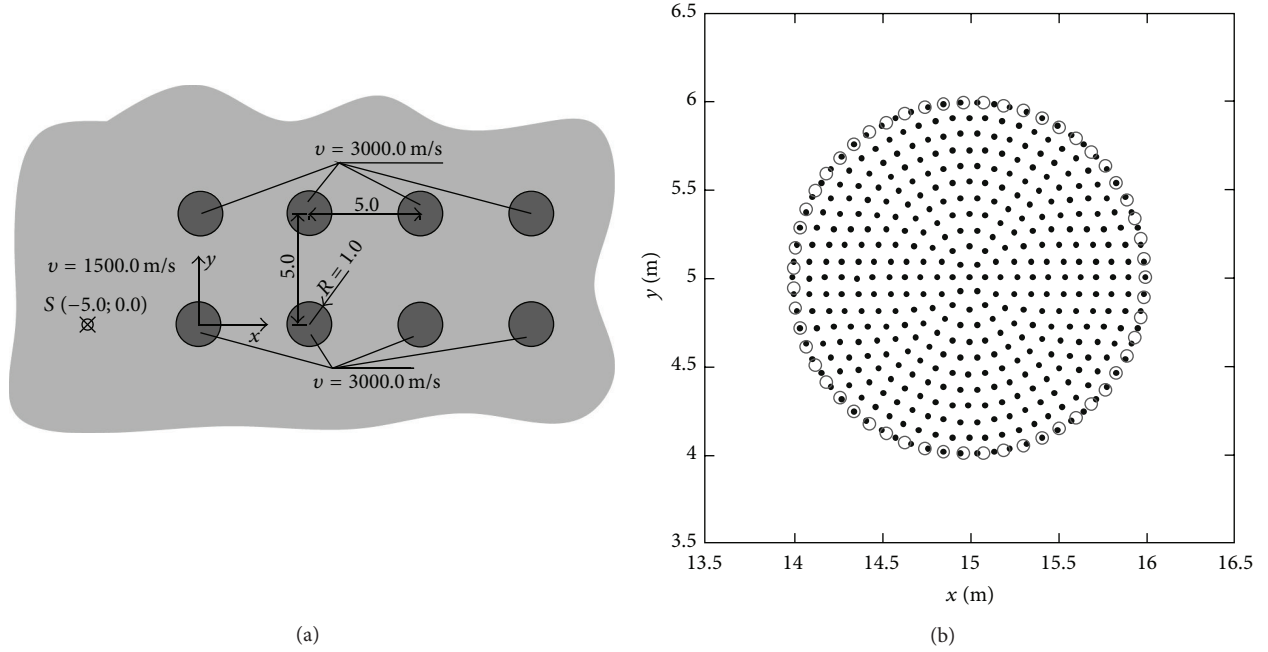 υ = 3000.0 m/s
5.0
υ = 1500.0 m/s
y
5.0
R = 1.0
S (−5.0; 0.0)
x
υ = 3000.0 m/s
(a)
6.5
6
5.5
5
4.5
4
3.5
y (m)
13.5 14 14.5 15 15.5 16 16.5
x (m)
(b)